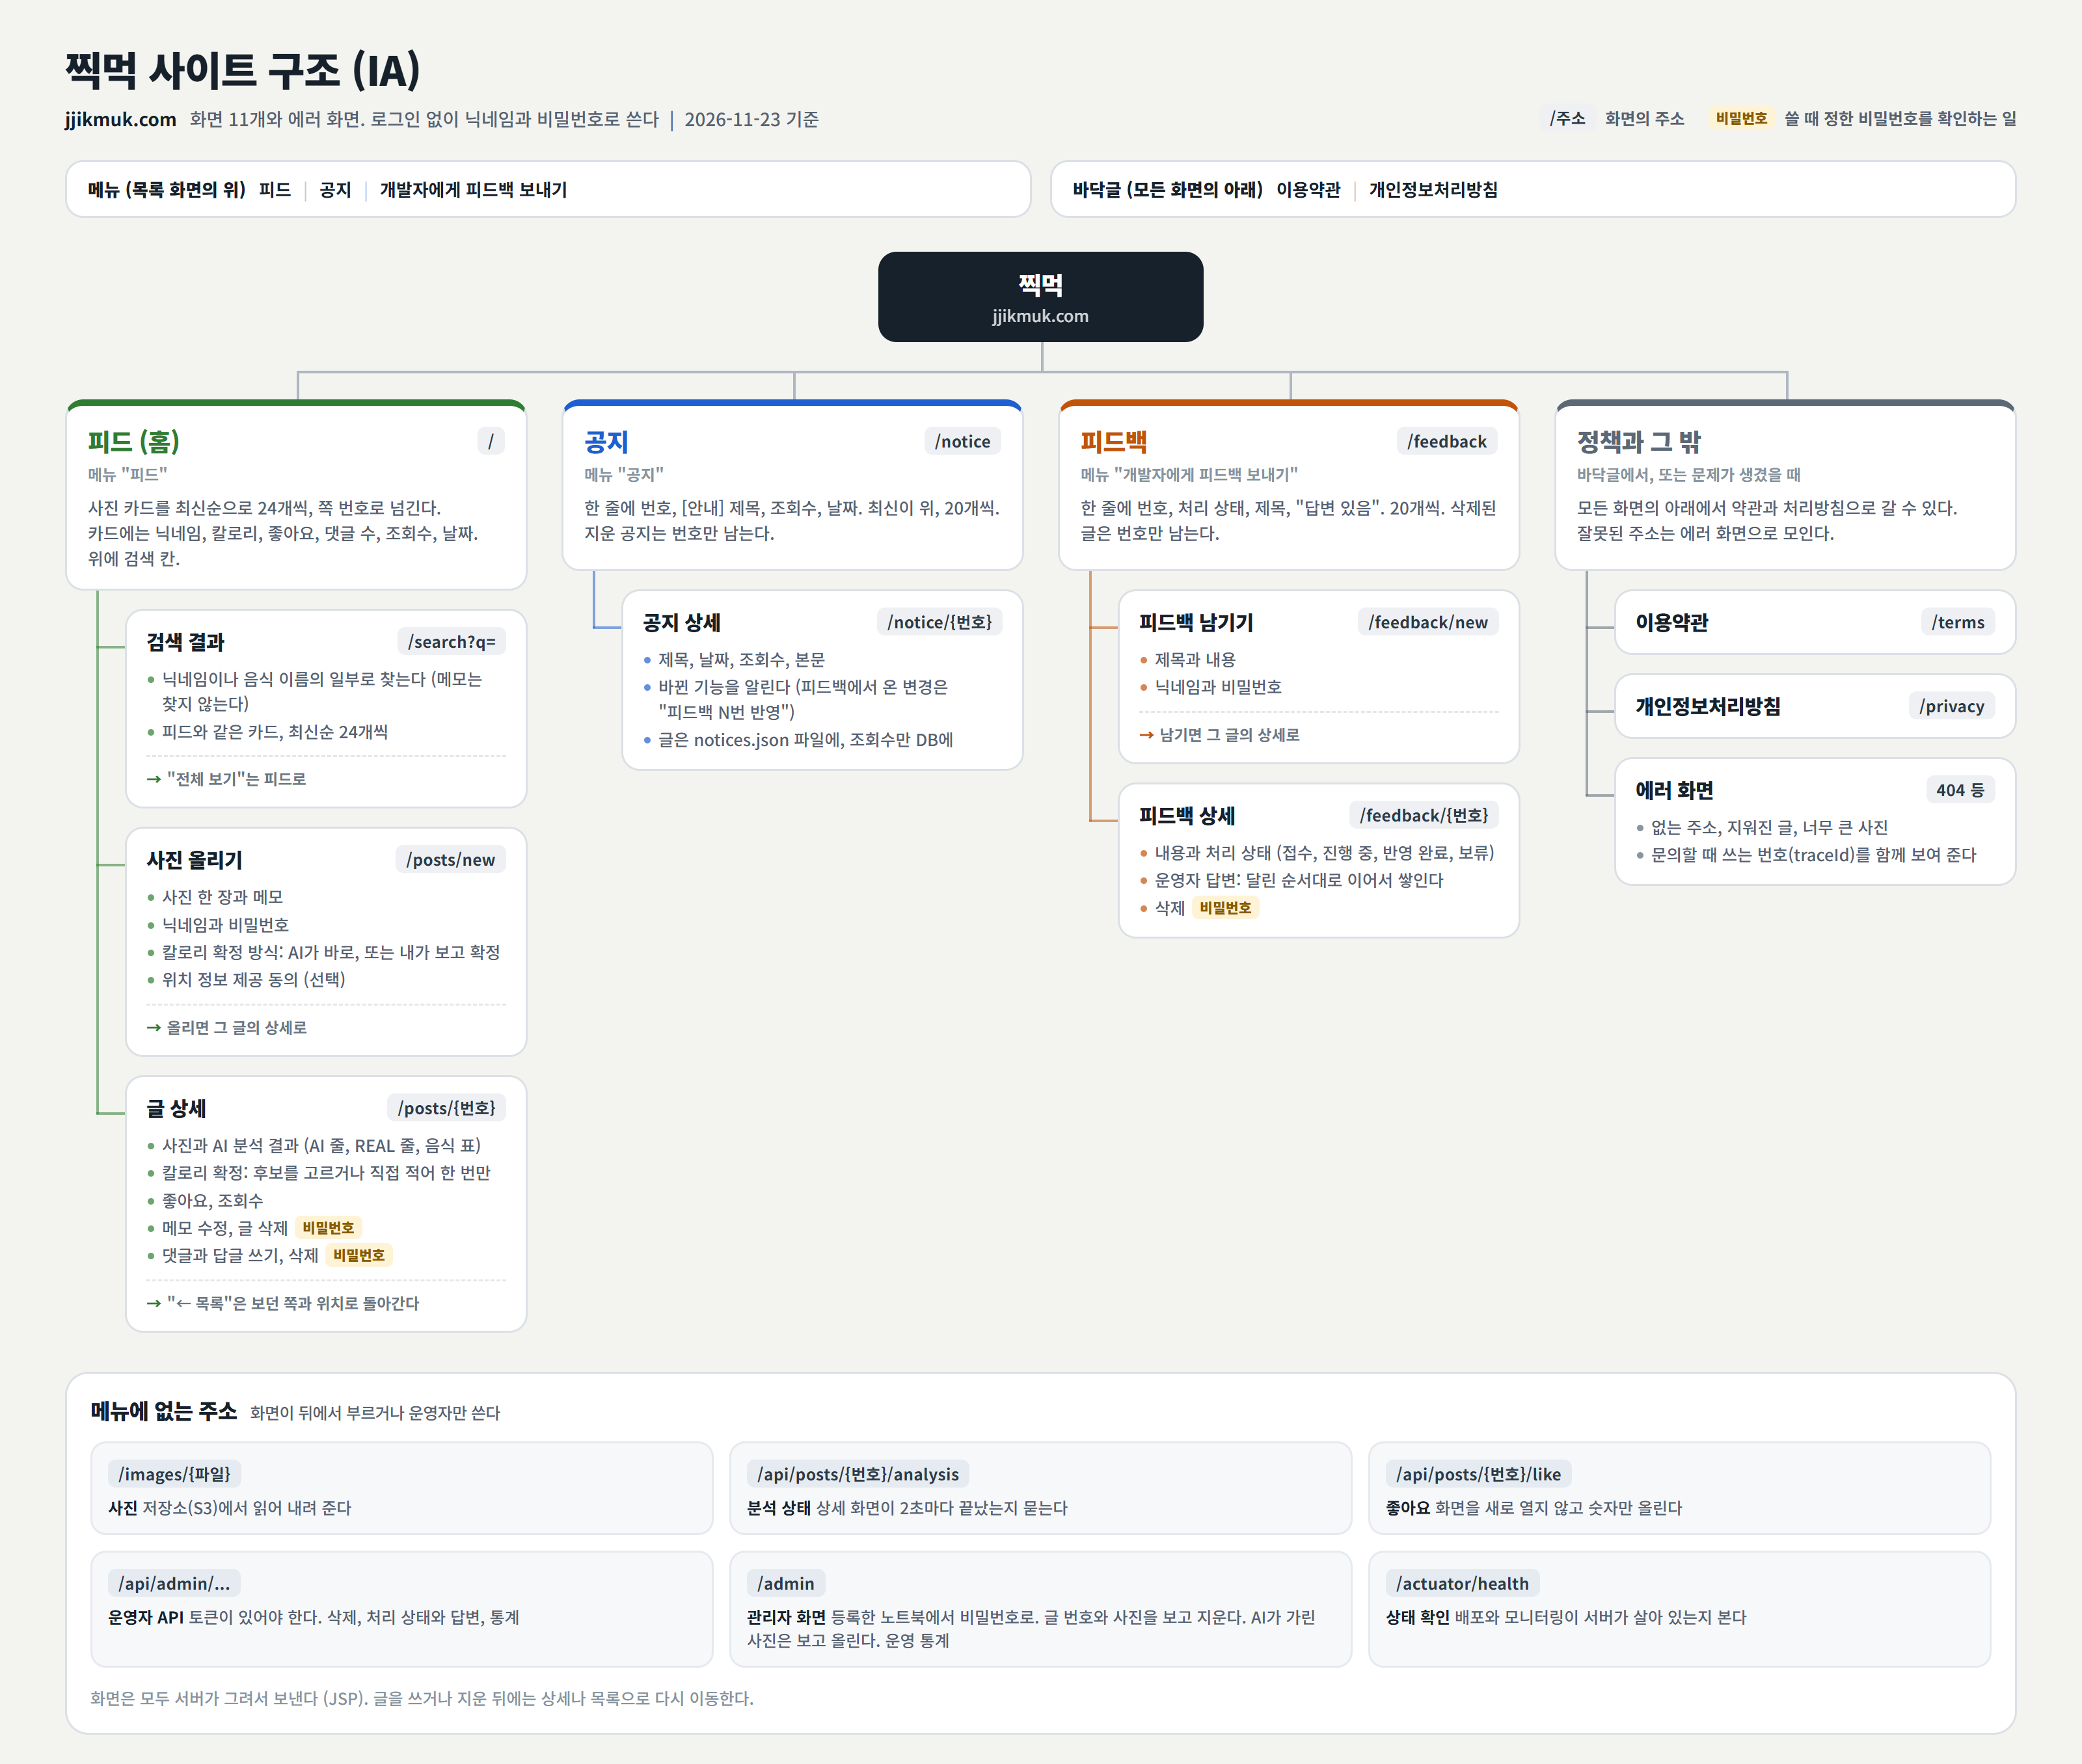 찍먹 사이트 구조 (IA)
jjikmuk.com 화면 11개와 에러 화면. 로그인 없이 닉네임과 비밀번호로 쓴다 | 2026-11-23 기준
/주소 화면의 주소 비밀번호 쓸 때 정한 비밀번호를 확인하는 일
메뉴 (목록 화면의 위) 피드 | 공지 | 개발자에게 피드백 보내기
바닥글 (모든 화면의 아래) 이용약관 | 개인정보처리방침
찍먹
jjikmuk.com
피드 (홈) /
메뉴 "피드"
사진 카드를 최신순으로 24개씩, 쪽 번호로 넘긴다.
카드에는 닉네임, 칼로리, 좋아요, 댓글 수, 조회수, 날짜.
위에 검색 칸.
검색 결과 /search?q=
닉네임이나 음식 이름의 일부로 찾는다 (메모는
찾지 않는다)
피드와 같은 카드, 최신순 24개씩
→ "전체 보기"는 피드로
사진 올리기 /posts/new
사진 한 장과 메모
닉네임과 비밀번호
칼로리 확정 방식: AI가 바로, 또는 내가 보고 확정
위치 정보 제공 동의 (선택)
→ 올리면 그 글의 상세로
글 상세 /posts/{번호}
사진과 AI 분석 결과 (AI 줄, REAL 줄, 음식 표)
칼로리 확정: 후보를 고르거나 직접 적어 한 번만
좋아요, 조회수
메모 수정, 글 삭제 비밀번호
댓글과 답글 쓰기, 삭제 비밀번호
→ "← 목록"은 보던 쪽과 위치로 돌아간다
공지 /notice
메뉴 "공지"
한 줄에 번호, [안내] 제목, 조회수, 날짜. 최신이 위, 20개씩.
지운 공지는 번호만 남는다.
공지 상세 /notice/{번호}
제목, 날짜, 조회수, 본문
바뀐 기능을 알린다 (피드백에서 온 변경은
"피드백 N번 반영")
글은 notices.json 파일에, 조회수만 DB에
피드백 /feedback
메뉴 "개발자에게 피드백 보내기"
한 줄에 번호, 처리 상태, 제목, "답변 있음". 20개씩. 삭제된
글은 번호만 남는다.
피드백 남기기 /feedback/new
제목과 내용
닉네임과 비밀번호
→ 남기면 그 글의 상세로
피드백 상세 /feedback/{번호}
내용과 처리 상태 (접수, 진행 중, 반영 완료, 보류)
운영자 답변: 달린 순서대로 이어서 쌓인다
삭제 비밀번호
정책과 그 밖
바닥글에서, 또는 문제가 생겼을 때
모든 화면의 아래에서 약관과 처리방침으로 갈 수 있다.
잘못된 주소는 에러 화면으로 모인다.
이용약관 /terms
개인정보처리방침 /privacy
에러 화면 404 등
없는 주소, 지워진 글, 너무 큰 사진
문의할 때 쓰는 번호(traceId)를 함께 보여 준다
메뉴에 없는 주소 화면이 뒤에서 부르거나 운영자만 쓴다
/images/{파일}
사진 저장소(S3)에서 읽어 내려 준다
/api/posts/{번호}/analysis
분석 상태 상세 화면이 2초마다 끝났는지 묻는다
/api/posts/{번호}/like
좋아요 화면을 새로 열지 않고 숫자만 올린다
/api/admin/...
운영자 API 토큰이 있어야 한다. 삭제, 처리 상태와 답변, 통계
/admin
관리자 화면 등록한 노트북에서 비밀번호로. 글 번호와 사진을 보고 지운다. AI가 가린
사진은 보고 올린다. 운영 통계
/actuator/health
상태 확인 배포와 모니터링이 서버가 살아 있는지 본다
화면은 모두 서버가 그려서 보낸다 (JSP). 글을 쓰거나 지운 뒤에는 상세나 목록으로 다시 이동한다.